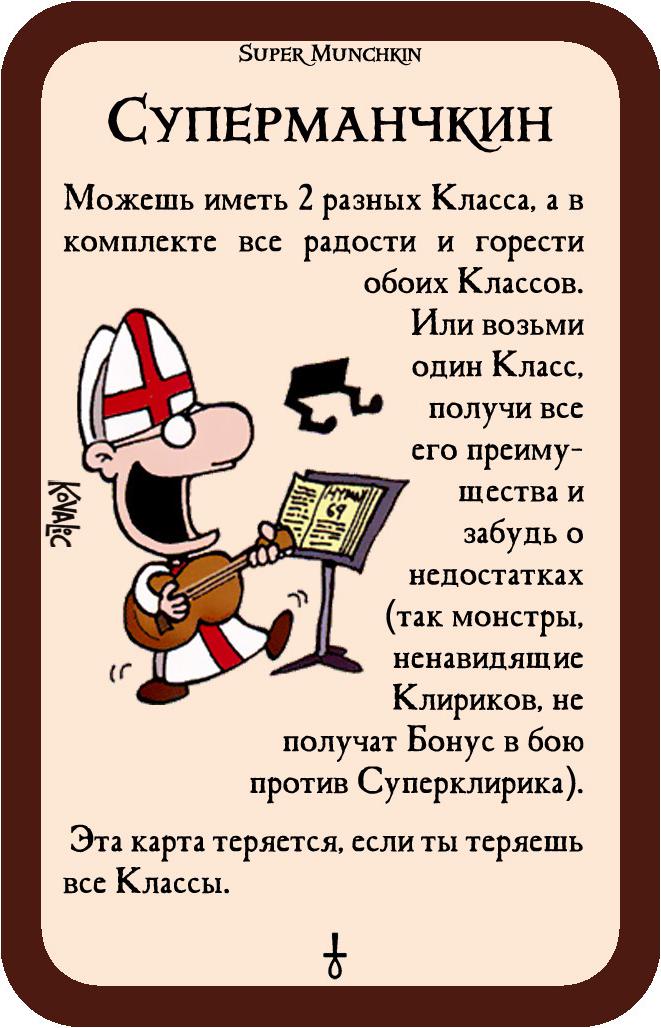 Super Munchkin
Суперманчкин
Можешь иметь 2 разных Класса, а в
комплекте все радости и горести
обоих Классов.
Или возьми
один Класс,
получи все
его преиму-
щества и
забудь о
недостатках
(так монстры,
ненавидящие
Клириков, не
получат Бонус в бою
против Суперклирика).
HYMN
69
Kovalic
Эта карта теряется, если ты теряешь
все Классы.